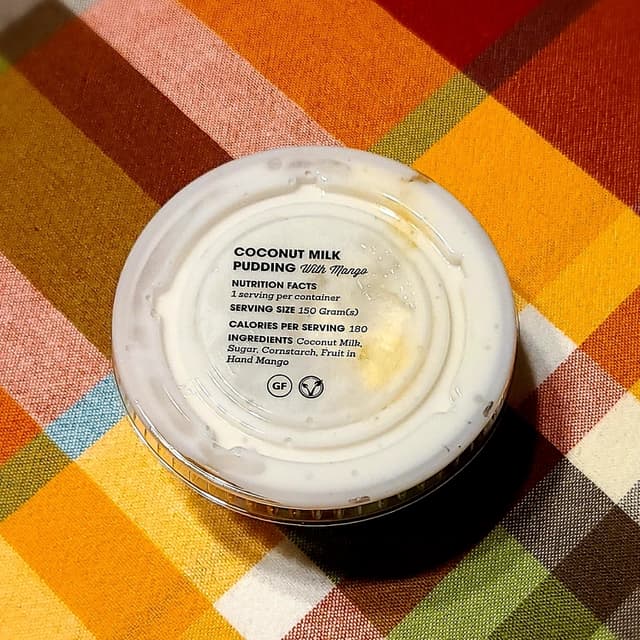 COCONUT MILK
PUDDING With Mango
NUTRITION FACTS
1 serving per container
SERVING SIZE 150 Gram(s)
CALORIES PER SERVING 180
INGREDIENTS Coconut Milk,
Sugar, Cornstarch, Fruit in
Hand Mango
GF